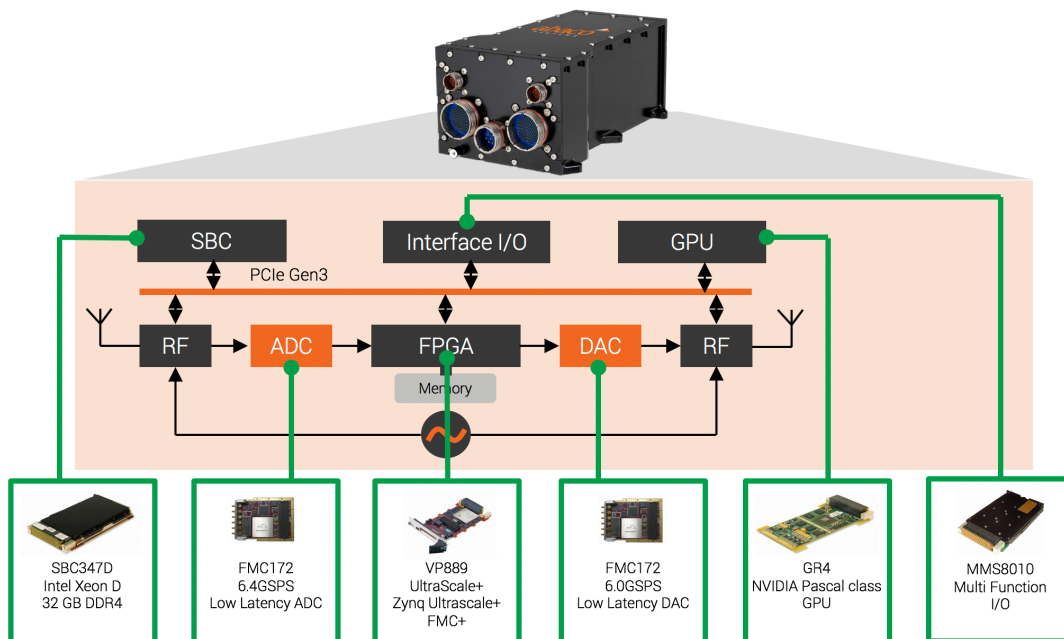 abaco
SBC
Interface I/O
GPU
PCIe Gen3
RF
ADC
FPGA
DAC
RF
Memory
SBC347D
Intel Xeon D
32 GB DDR4
FMC172
6.4GSPS
Low Latency ADC
VP889
UltraScale+
Zynq Ultrascale+
FMC+
FMC172
6.0GSPS
Low Latency DAC
GR4
NVIDIA Pascal class
GPU
MMS8010
Multi Function
I/O